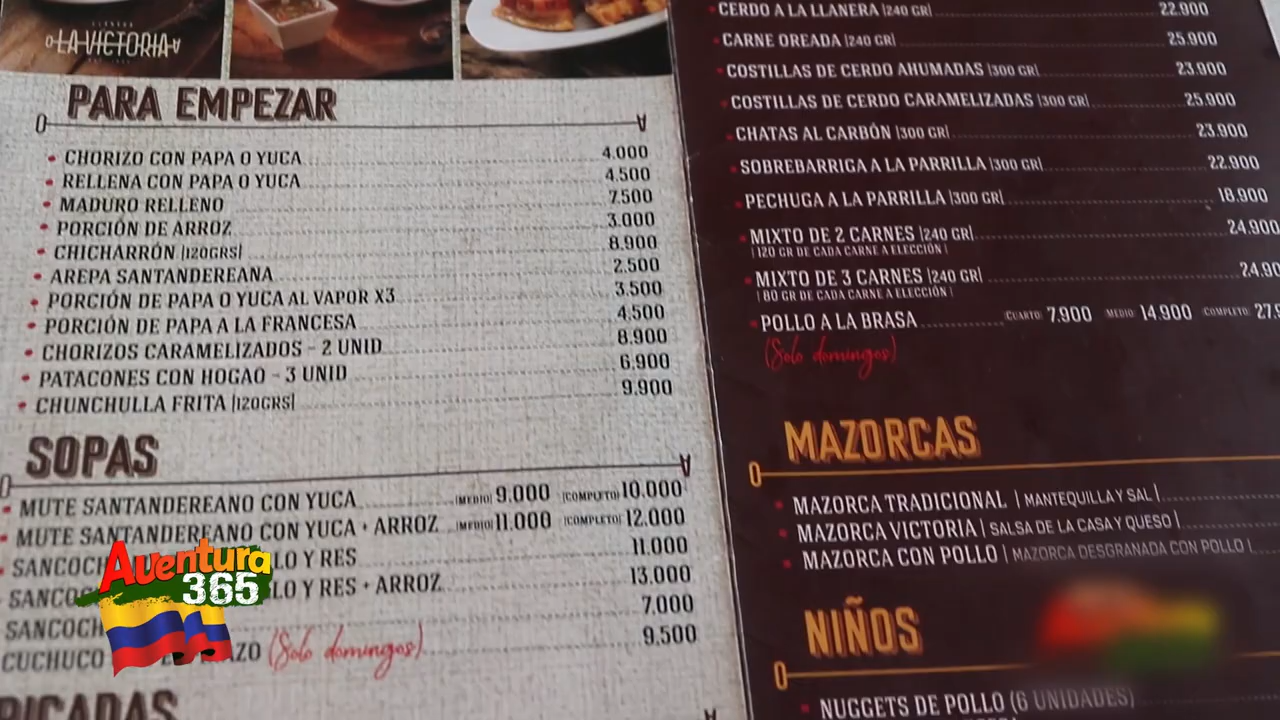 LA VICTORIA
PARA EMPEZAR
CHORIZO CON PAPA O YUCA 4.000
RELLENA CON PAPA O YUCA 4.500
MADURO RELLENO 7.500
PORCIÓN DE ARROZ 3.000
CHICHARRÓN |120GRS| 8.900
AREPA SANTANDEREANA 2.500
PORCIÓN DE PAPA O YUCA AL VAPOR X3 3.500
PORCIÓN DE PAPA A LA FRANCESA 4.500
CHORIZOS CARAMELIZADOS - 2 UNID 8.900
PATACONES CON HOGAO - 3 UNID 6.900
CHUNCHULLA FRITA |120GRS| 9.900
SOPAS
MUTE SANTANDEREANO CON YUCA |MEDIO| 9.000 |COMPLETO| 10.000
MUTE SANTANDEREANO CON YUCA + ARROZ |MEDIO| 11.000 |COMPLETO| 12.000
LO Y RES 11.000
LO Y RES + ARROZ 13.000
7.000
CUCHUCO (Solo domingos) 9.500
CERDO A LA LLANERA |240 GR| 22.900
CARNE OREADA |240 GR| 25.900
COSTILLAS DE CERDO AHUMADAS |300 GR| 23.900
COSTILLAS DE CERDO CARAMELIZADAS |300 GR| 25.900
CHATAS AL CARBÓN |300 GR| 23.900
SOBREBARRIGA A LA PARRILLA |300 GR| 22.900
PECHUGA A LA PARRILLA |300 GR| 18.900
MIXTO DE 2 CARNES |240 GR| 24.900
| 120 GR DE CADA CARNE A ELECCIÓN |
MIXTO DE 3 CARNES |240 GR| 24.90
| 80 GR DE CADA CARNE A ELECCIÓN |
POLLO A LA BRASA CUARTO 7.900 MEDIO 14.900 COMPLETO 27.9
(Solo domingos)
MAZORCAS
MAZORCA TRADICIONAL | MANTEQUILLA Y SAL |
MAZORCA VICTORIA | SALSA DE LA CASA Y QUESO |
MAZORCA CON POLLO | MAZORCA DESGRANADA CON POLLO |
NIÑOS
NUGGETS DE POLLO (6 UNIDADES)
Aventura
365